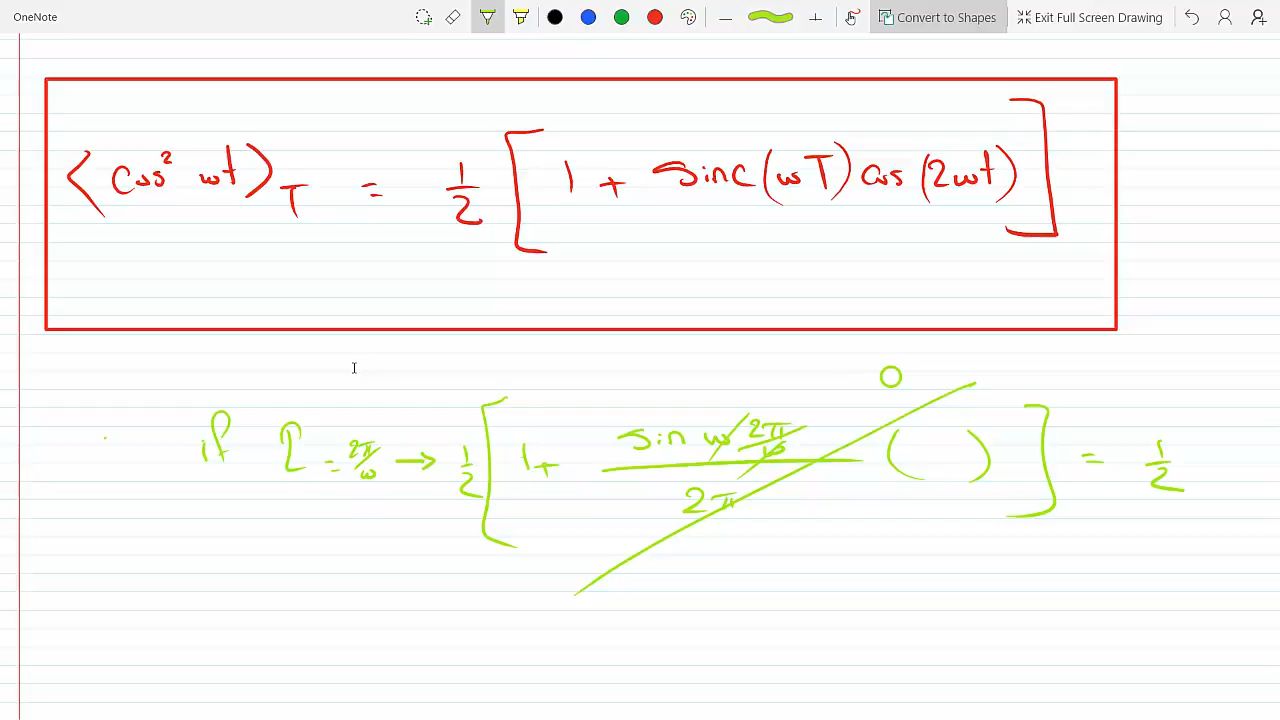 OneNote
Convert to Shapes
Exit Full Screen Drawing
⟨cos² ωt⟩_T = 1/2 [1 + sinc(ωT) cos(2ωt)]
0
if T = 2π/ω → 1/2 [1 + (sin ω 2π/ω)/(2π) ( )] = 1/2